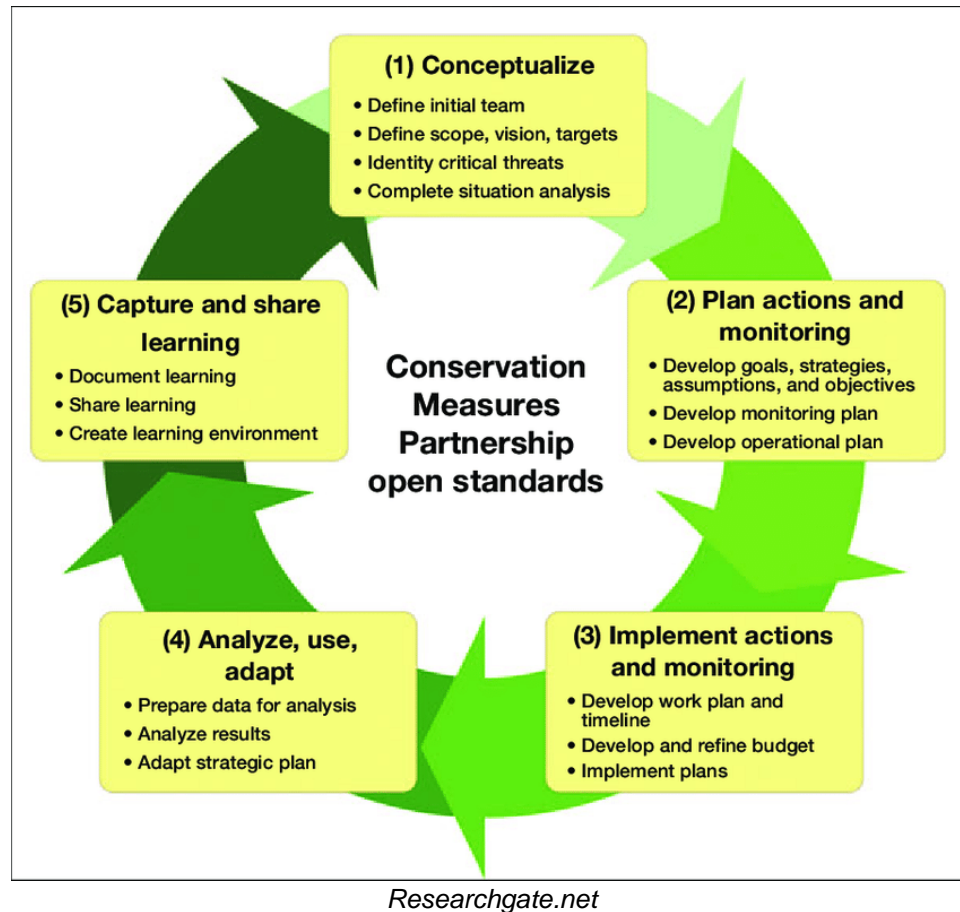 (1) Conceptualize
• Define initial team
• Define scope, vision, targets
• Identity critical threats
• Complete situation analysis
(2) Plan actions and
monitoring
• Develop goals, strategies,
assumptions, and objectives
• Develop monitoring plan
• Develop operational plan
(3) Implement actions
and monitoring
• Develop work plan and
timeline
• Develop and refine budget
• Implement plans
(4) Analyze, use,
adapt
• Prepare data for analysis
• Analyze results
• Adapt strategic plan
(5) Capture and share
learning
• Document learning
• Share learning
• Create learning environment
Conservation
Measures
Partnership
open standards
Researchgate.net